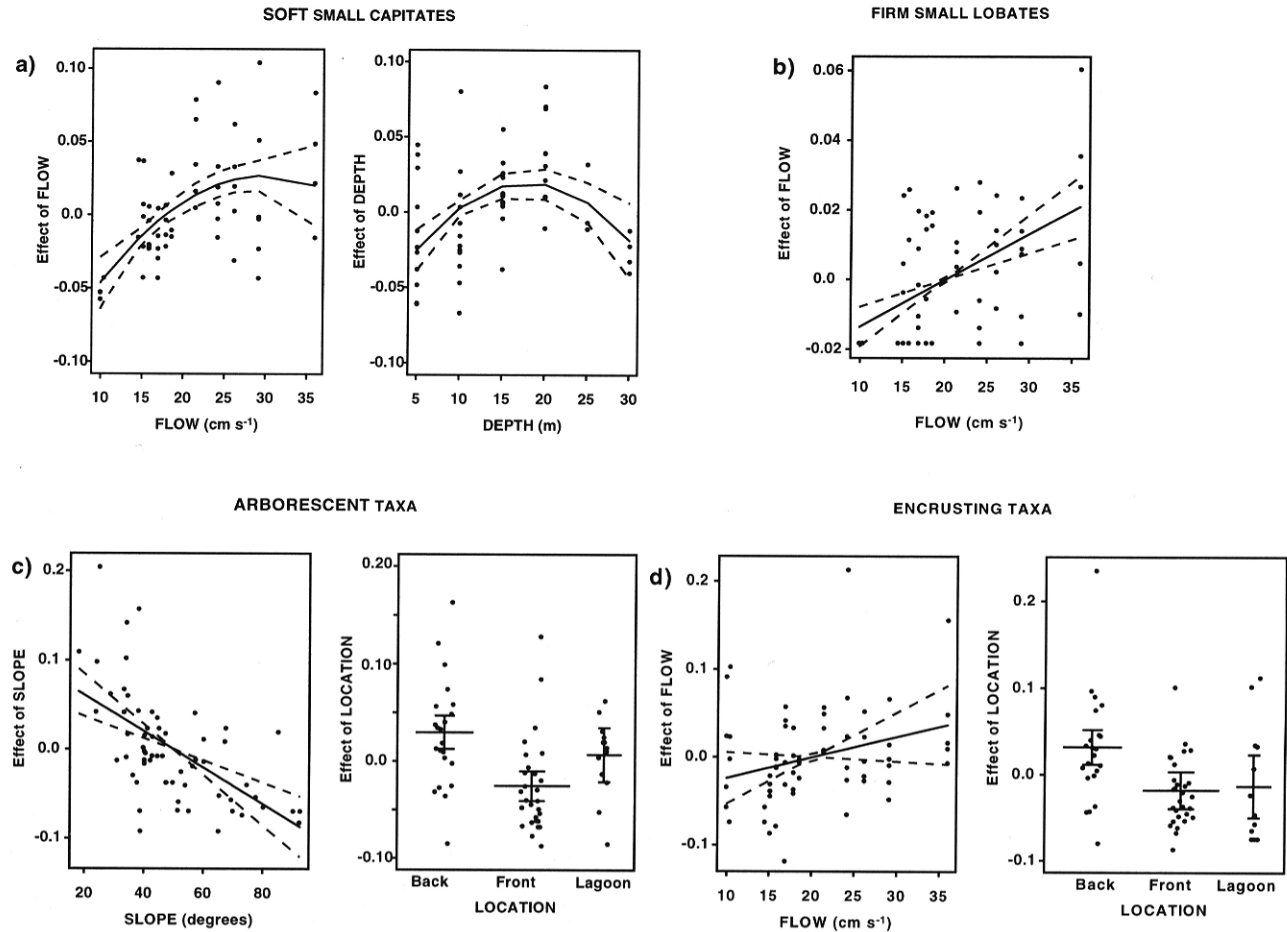 SOFT SMALL CAPITATES
FIRM SMALL LOBATES
a)
Effect of FLOW
0.10
0.05
0.0
-0.05
-0.10
10 15 20 25 30 35
FLOW (cm s-1)
Effect of DEPTH
0.10
0.05
0.0
-0.05
-0.10
5 10 15 20 25 30
DEPTH (m)
b)
Effect of FLOW
0.06
0.04
0.02
0.0
-0.02
10 15 20 25 30 35
FLOW (cm s-1)
ARBORESCENT TAXA
ENCRUSTING TAXA
c)
Effect of SLOPE
0.2
0.1
0.0
-0.1
20 40 60 80
SLOPE (degrees)
Effect of LOCATION
0.20
0.10
0.0
-0.10
Back Front Lagoon
LOCATION
d)
Effect of FLOW
0.2
0.1
0.0
-0.1
10 15 20 25 30 35
FLOW (cm s-1)
Effect of LOCATION
0.2
0.1
0.0
-0.1
Back Front Lagoon
LOCATION